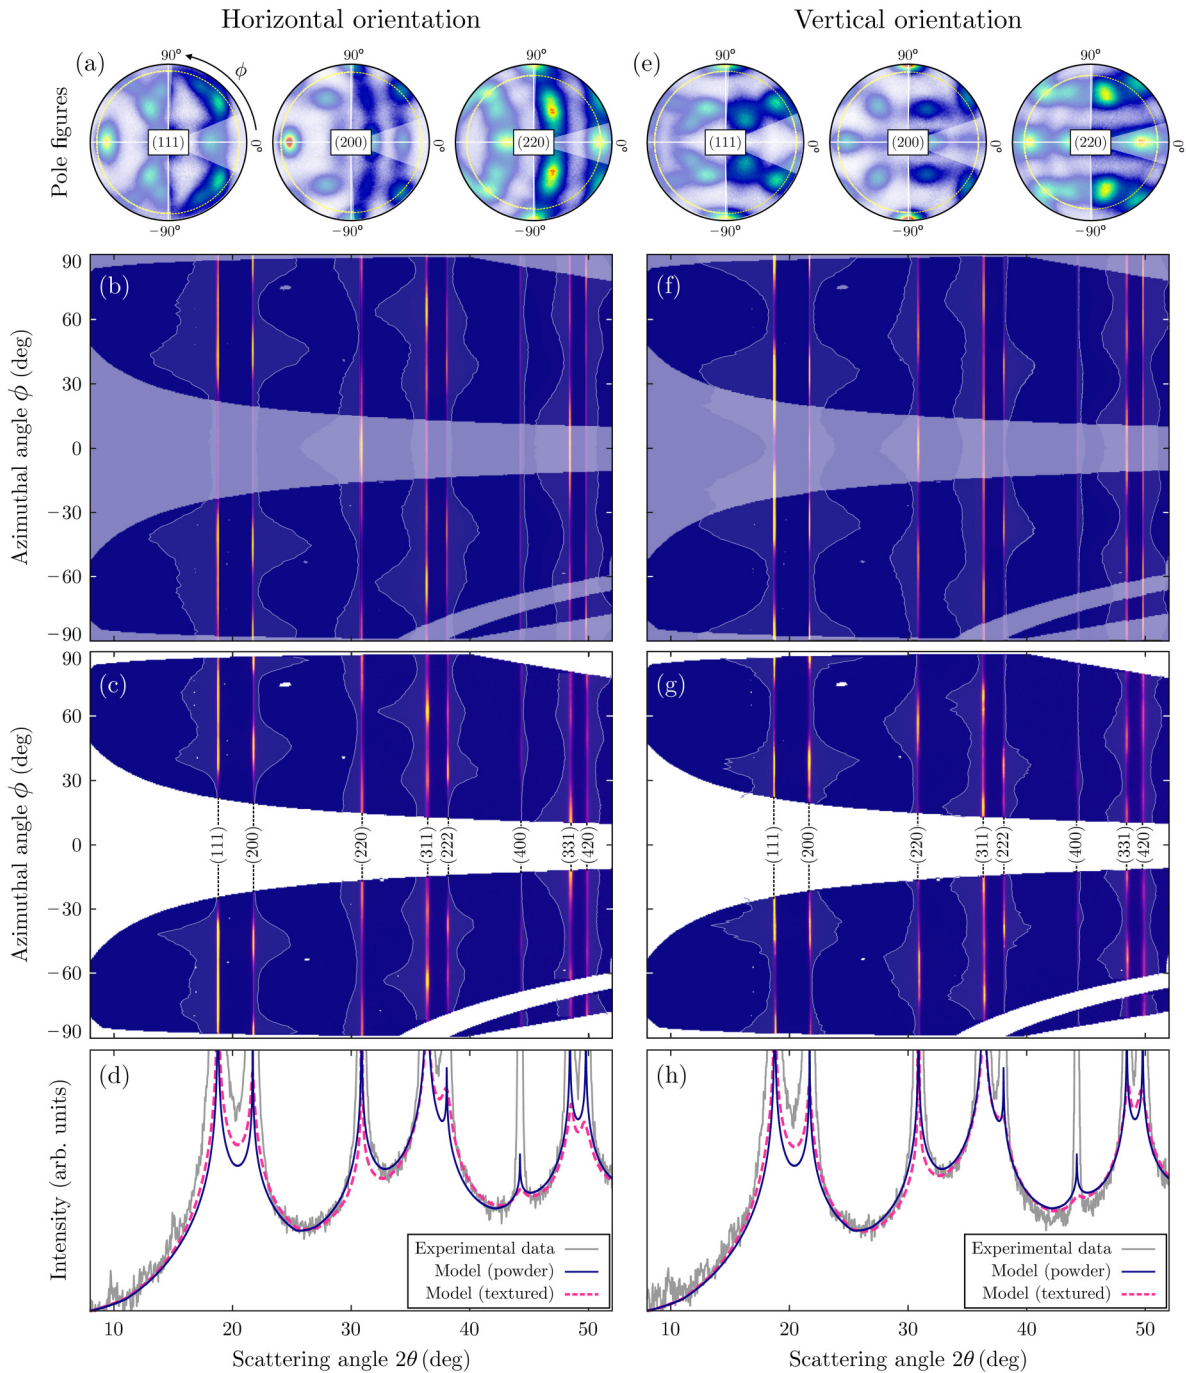 Horizontal orientation
Vertical orientation
Pole figures
(a)
90°
ϕ
(111)
−90°
0°
90°
(200)
−90°
0°
90°
(220)
−90°
0°
(e)
90°
(111)
−90°
0°
90°
(200)
−90°
0°
90°
(220)
−90°
0°
Azimuthal angle ϕ (deg)
90
60
30
0
−30
−60
−90
(b)
(f)
Azimuthal angle ϕ (deg)
90
60
30
0
−30
−60
−90
(c)
(111)
(200)
(220)
(311)
(222)
(400)
(331)
(420)
(g)
(111)
(200)
(220)
(311)
(222)
(400)
(331)
(420)
Intensity (arb. units)
(d)
Experimental data
Model (powder)
Model (textured)
10 20 30 40 50
Scattering angle 2θ (deg)
(h)
Experimental data
Model (powder)
Model (textured)
10 20 30 40 50
Scattering angle 2θ (deg)